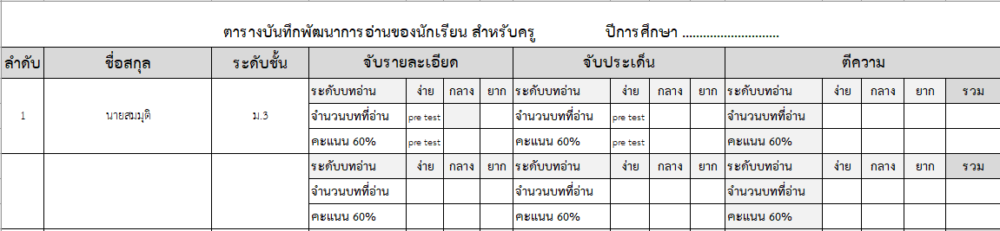 ตารางบันทึกพัฒนาการอ่านของนักเรียน สำหรับครู ปีการศึกษา ............................
ลำดับ ชื่อสกุล ระดับชั้น จับรายละเอียด จับประเด็น ตีความ
ระดับบทอ่าน ง่าย กลาง ยาก ระดับบทอ่าน ง่าย กลาง ยาก ระดับบทอ่าน ง่าย กลาง ยาก รวม
1 นายสมมุติ ม.3 จำนวนบทที่อ่าน pre test จำนวนบทที่อ่าน pre test จำนวนบทที่อ่าน
คะแนน 60% pre test คะแนน 60% pre test คะแนน 60%
ระดับบทอ่าน ง่าย กลาง ยาก ระดับบทอ่าน ง่าย กลาง ยาก ระดับบทอ่าน ง่าย กลาง ยาก รวม
จำนวนบทที่อ่าน จำนวนบทที่อ่าน จำนวนบทที่อ่าน
คะแนน 60% คะแนน 60% คะแนน 60%